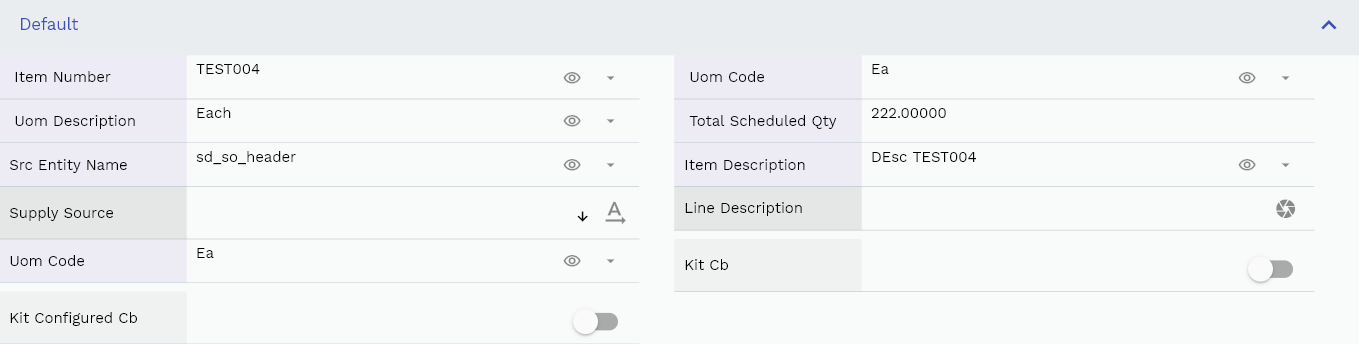 Default
Item Number TEST004
Uom Code Ea
Uom Description Each
Total Scheduled Qty 222.00000
Src Entity Name sd_so_header
Item Description DEsc TEST004
Supply Source
Line Description
Uom Code Ea
Kit Cb
Kit Configured Cb